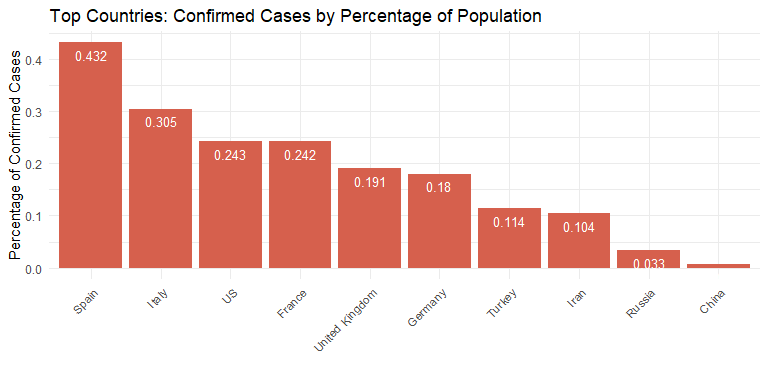 Top Countries: Confirmed Cases by Percentage of Population
Percentage of Confirmed Cases
0.4
0.3
0.2
0.1
0.0
0.432
0.305
0.243
0.242
0.191
0.18
0.114
0.104
0.033
Spain
Italy
US
France
United Kingdom
Germany
Turkey
Iran
Russia
China